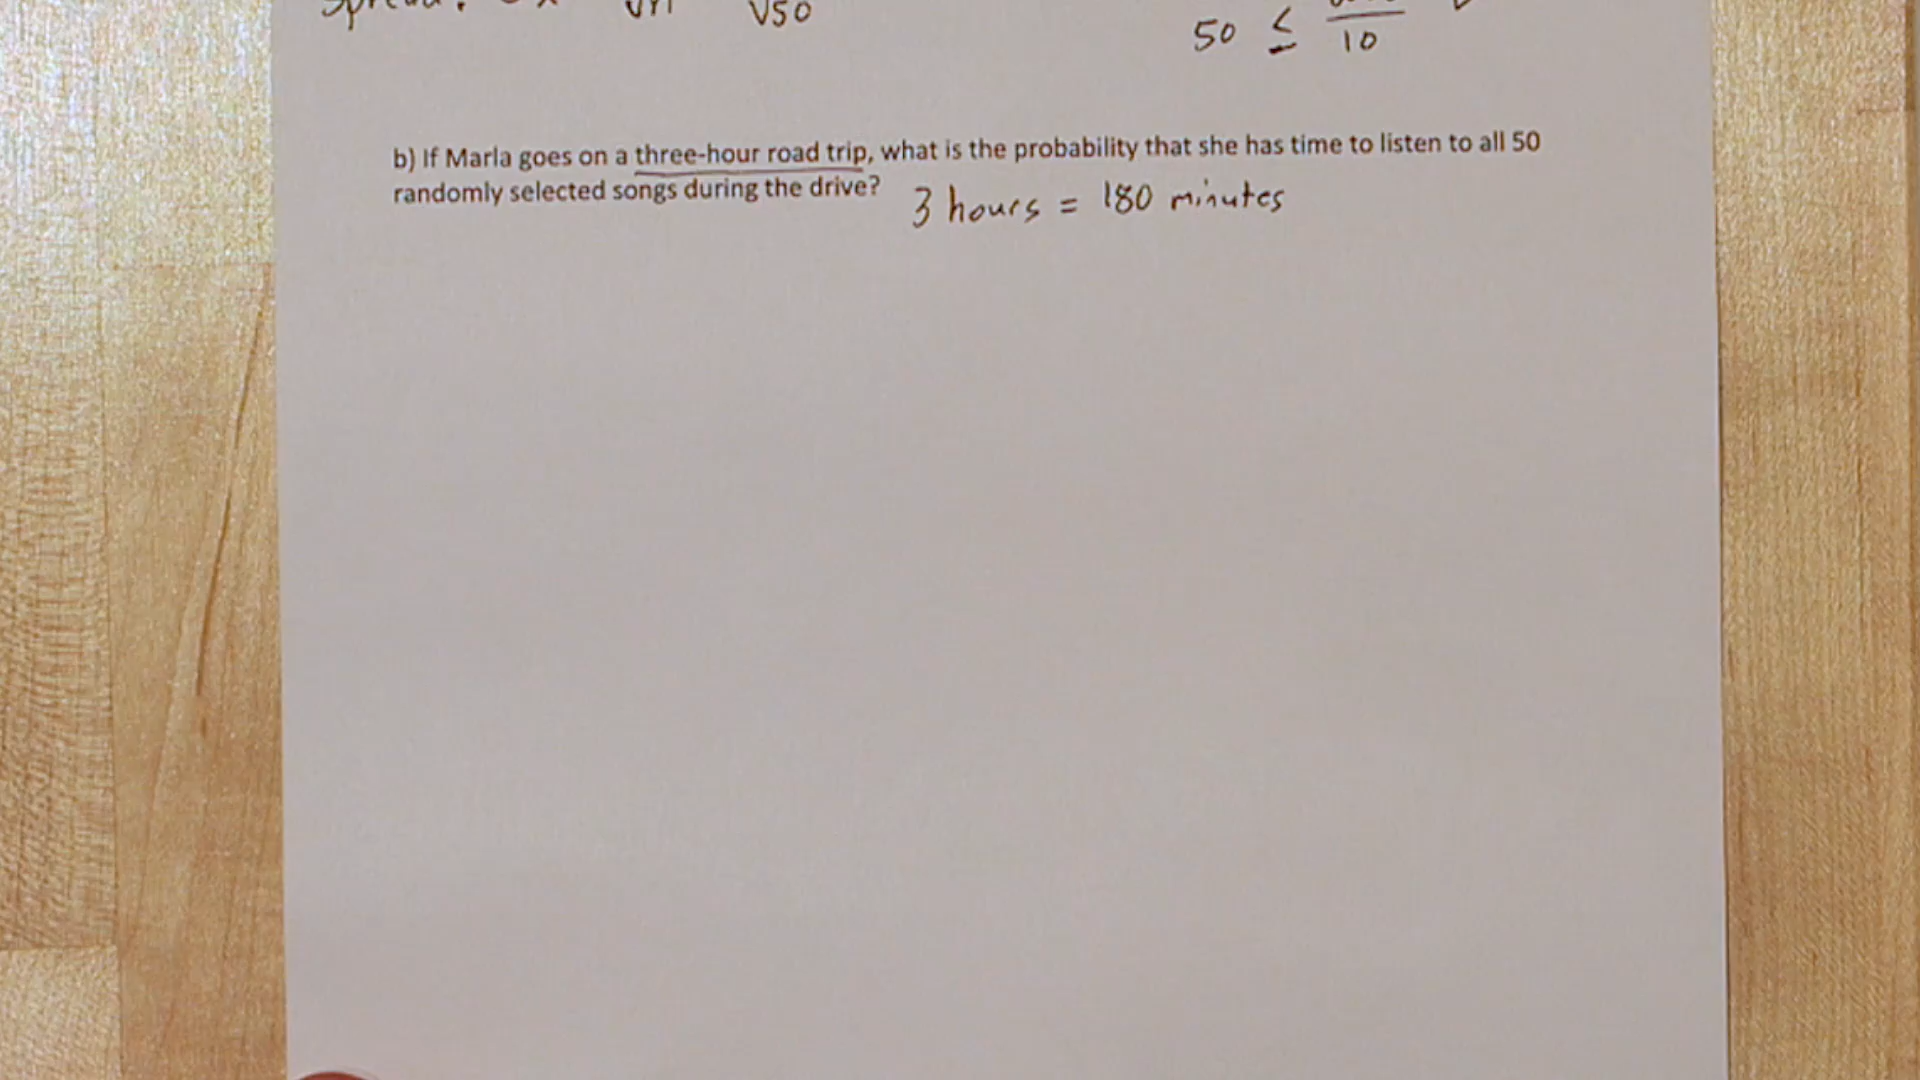 √n √50
50 ≤ 10
b) If Marla goes on a three-hour road trip, what is the probability that she has time to listen to all 50
randomly selected songs during the drive? 3 hours = 180 minutes